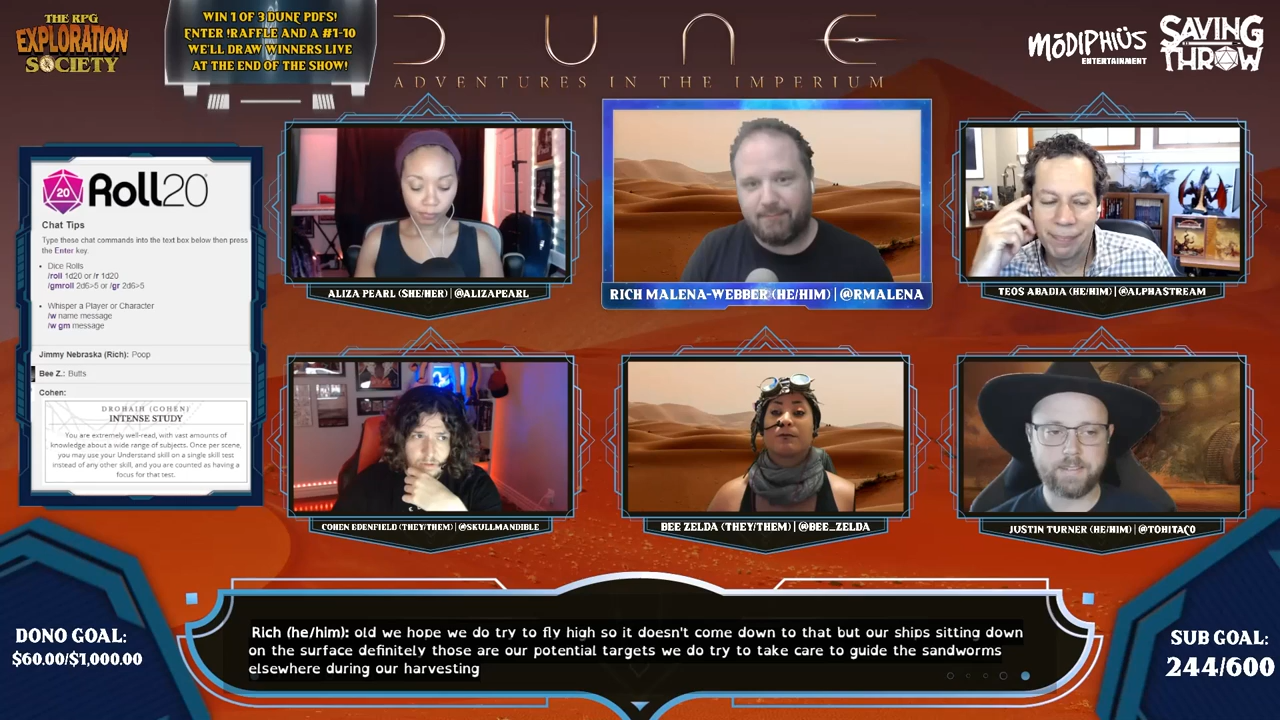 THE RPG
EXPLORATION
SOCIETY
WIN 1 OF 3 DUNE PDFS!
ENTER !RAFFLE AND A #1-10
WE'LL DRAW WINNERS LIVE
AT THE END OF THE SHOW!
DUNE
ADVENTURES IN THE IMPERIUM
MŌDIPHIÜS
ENTERTAINMENT
SAVING
THROW
20 Roll20
Chat Tips
Type these chat commands into the text box below then press
the Enter key.
• Dice Rolls
/roll 1d20 or /r 1d20
/gmroll 2d6>5 or /gr 2d6>5
• Whisper a Player or Character
/w name message
/w gm message
Jimmy Nebraska (Rich): Poop
Bee Z.: Butts
Cohen:
DROHAIH (COHEN)
INTENSE STUDY
You are extremely well-read, with vast amounts of
knowledge about a wide range of subjects. Once per scene,
you may use your Understand skill on a single skill test
instead of any other skill, and you are counted as having a
focus for that test.
ALIZA PEARL (SHE/HER) | @ALIZAPEARL
RICH MALENA-WEBBER (HE/HIM) | @RMALENA
TEOS ABADIA (HE/HIM) | @ALPHASTREAM
COHEN EDENFIELD (THEY/THEM) | @SKULLMANDIBLE
BEE ZELDA (THEY/THEM) | @BEE_ZELDA
JUSTIN TURNER (HE/HIM) | @TOHITACO
DONO GOAL:
$60.00/$1,000.00
Rich (he/him): old we hope we do try to fly high so it doesn't come down to that but our ships sitting down
on the surface definitely those are our potential targets we do try to take care to guide the sandworms
elsewhere during our harvesting
SUB GOAL:
244/600